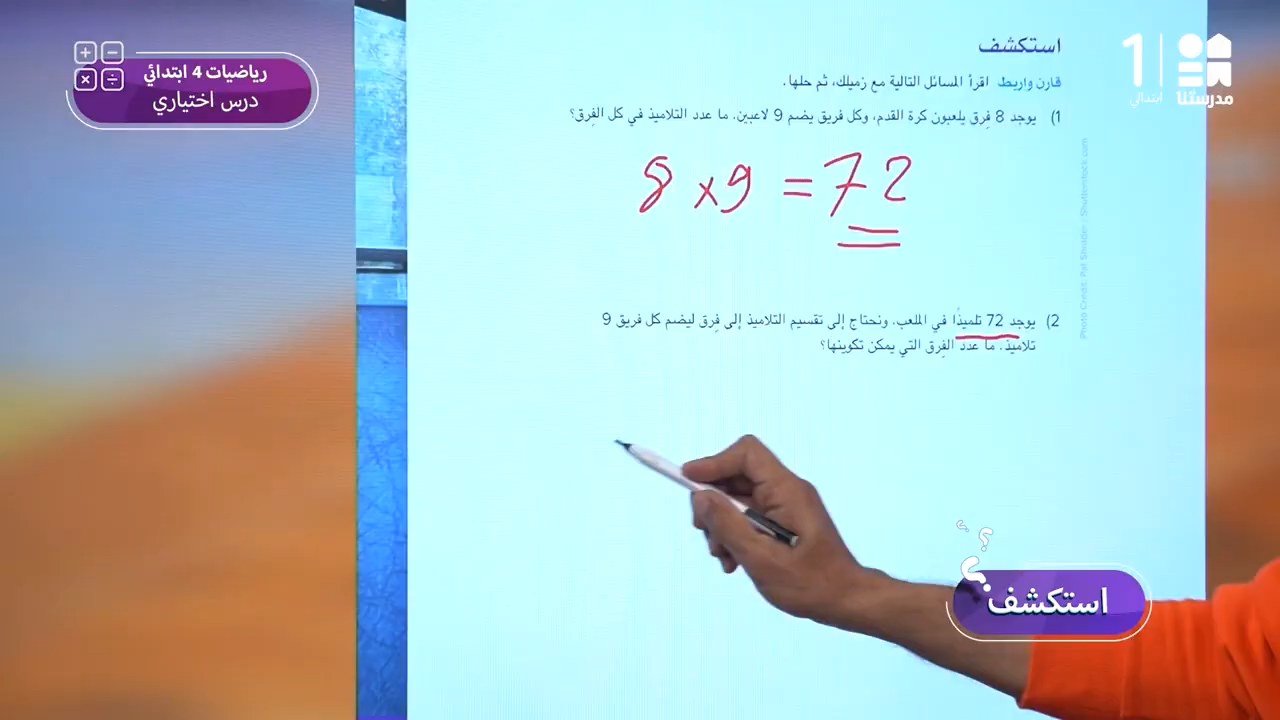 رياضيات 4 ابتدائي
درس اختياري
1 ابتدائي
مدرستنا
استكشف
قارن واربط اقرأ المسائل التالية مع زميلك، ثم حلها.
1) يوجد 8 فِرق يلعبون كرة القدم، وكل فريق يضم 9 لاعبين. ما عدد التلاميذ في كل الفِرق؟
8 × 9 = 72
2) يوجد 72 تلميذًا في الملعب. ونحتاج إلى تقسيم التلاميذ إلى فِرق ليضم كل فريق 9
تلاميذ. ما عدد الفِرق التي يمكن تكوينها؟
؟ ؟ ؟
استكشف